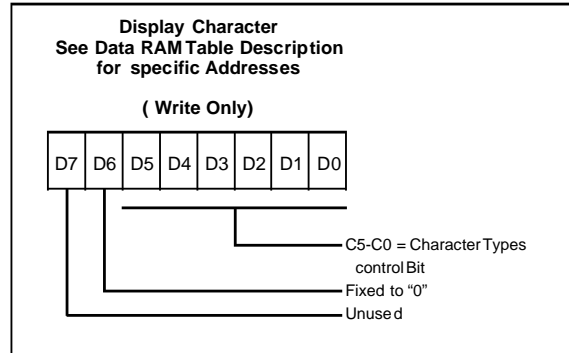 Display Character
See Data RAM Table Description
for specific Addresses
( Write Only)
D7 D6 D5 D4 D3 D2 D1 D0
C5-C0 = Character Types
control Bit
Fixed to “0”
Unused